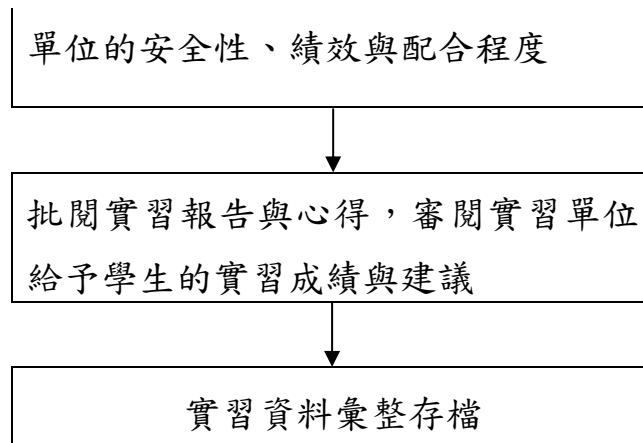 單位的安全性、績效與配合程度
批閱實習報告與心得，審閱實習單位
給予學生的實習成績與建議
實習資料彙整存檔